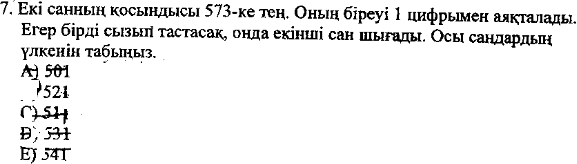 7. Екі санның қосындысы 573-ке тең. Оның біреуі 1 цифрымен аяқталады.
Егер бірді сызып тастасақ, онда екінші сан шығады. Осы сандардың
үлкенін табыңыз.
A) 501
521
C) 511
D) 531
E) 541